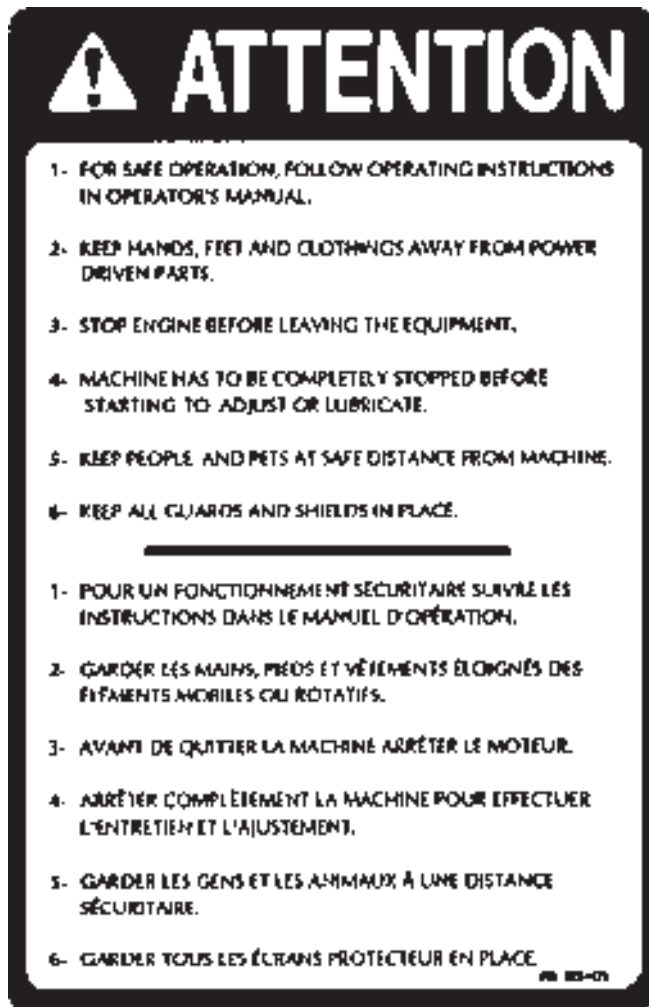 ATTENTION
1- FOR SAFE OPERATION, FOLLOW OPERATING INSTRUCTIONS
IN OPERATOR'S MANUAL.
2- KEEP HANDS, FEET AND CLOTHINGS AWAY FROM POWER
DRIVEN PARTS.
3- STOP ENGINE BEFORE LEAVING THE EQUIPMENT.
4- MACHINE HAS TO BE COMPLETELY STOPPED BEFORE
STARTING TO ADJUST OR LUBRICATE.
5- KEEP PEOPLE AND PETS AT SAFE DISTANCE FROM MACHINE.
6- KEEP ALL GUARDS AND SHIELDS IN PLACE.
1- POUR UN FONCTIONNEMENT SÉCURITAIRE SUIVRE LES
INSTRUCTIONS DANS LE MANUEL D'OPÉRATION.
2- GARDER LES MAINS, PIEDS ET VÊTEMENTS ÉLOIGNÉS DES
ÉLÉMENTS MOBILES OU ROTATIFS.
3- AVANT DE QUITTER LA MACHINE ARRÊTER LE MOTEUR.
4- ARRÊTER COMPLÈTEMENT LA MACHINE POUR EFFECTUER
L'ENTRETIEN ET L'AJUSTEMENT.
5- GARDER LES GENS ET LES ANIMAUX À UNE DISTANCE
SÉCURITAIRE.
6- GARDER TOUS LES ÉCRANS PROTECTEUR EN PLACE